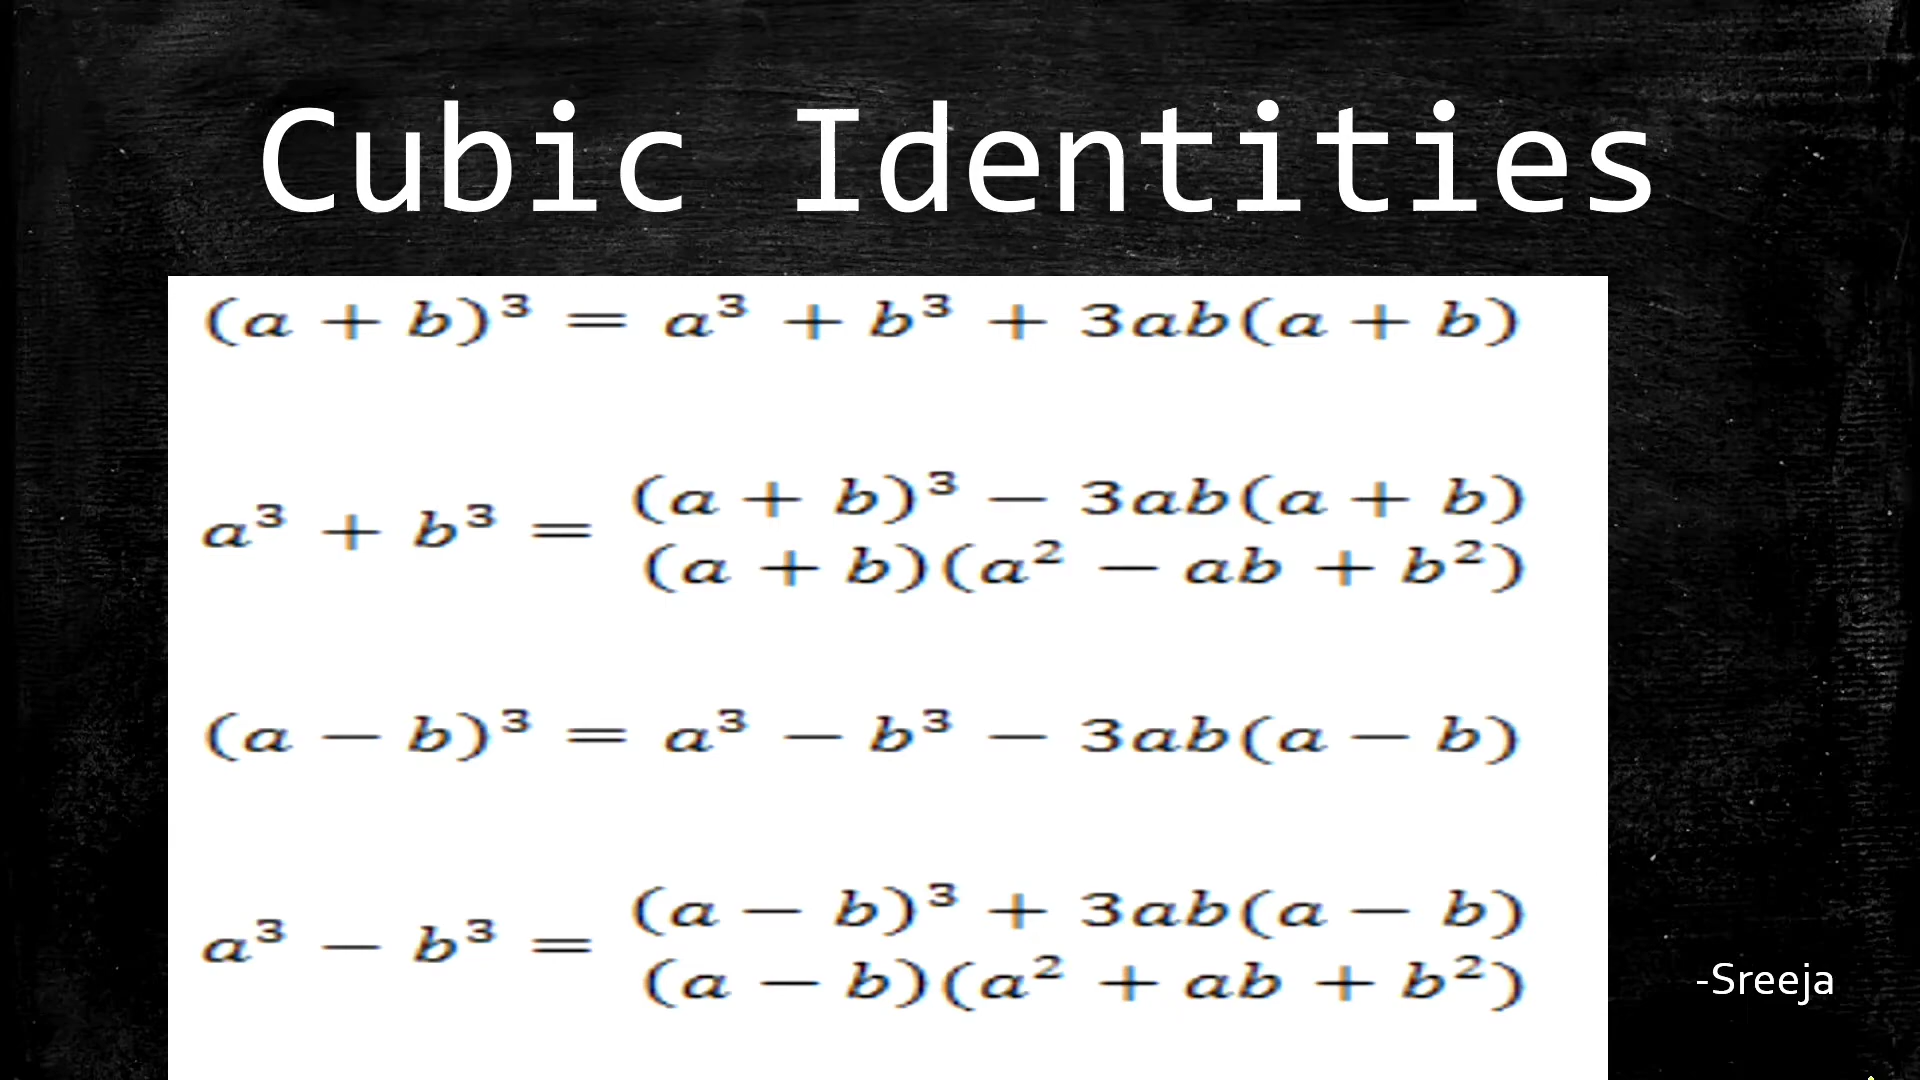 Cubic Identities
(a + b)³ = a³ + b³ + 3ab(a + b)
a³ + b³ = (a + b)³ − 3ab(a + b)
(a + b)(a² − ab + b²)
(a − b)³ = a³ − b³ − 3ab(a − b)
a³ − b³ = (a − b)³ + 3ab(a − b)
(a − b)(a² + ab + b²)
-Sreeja